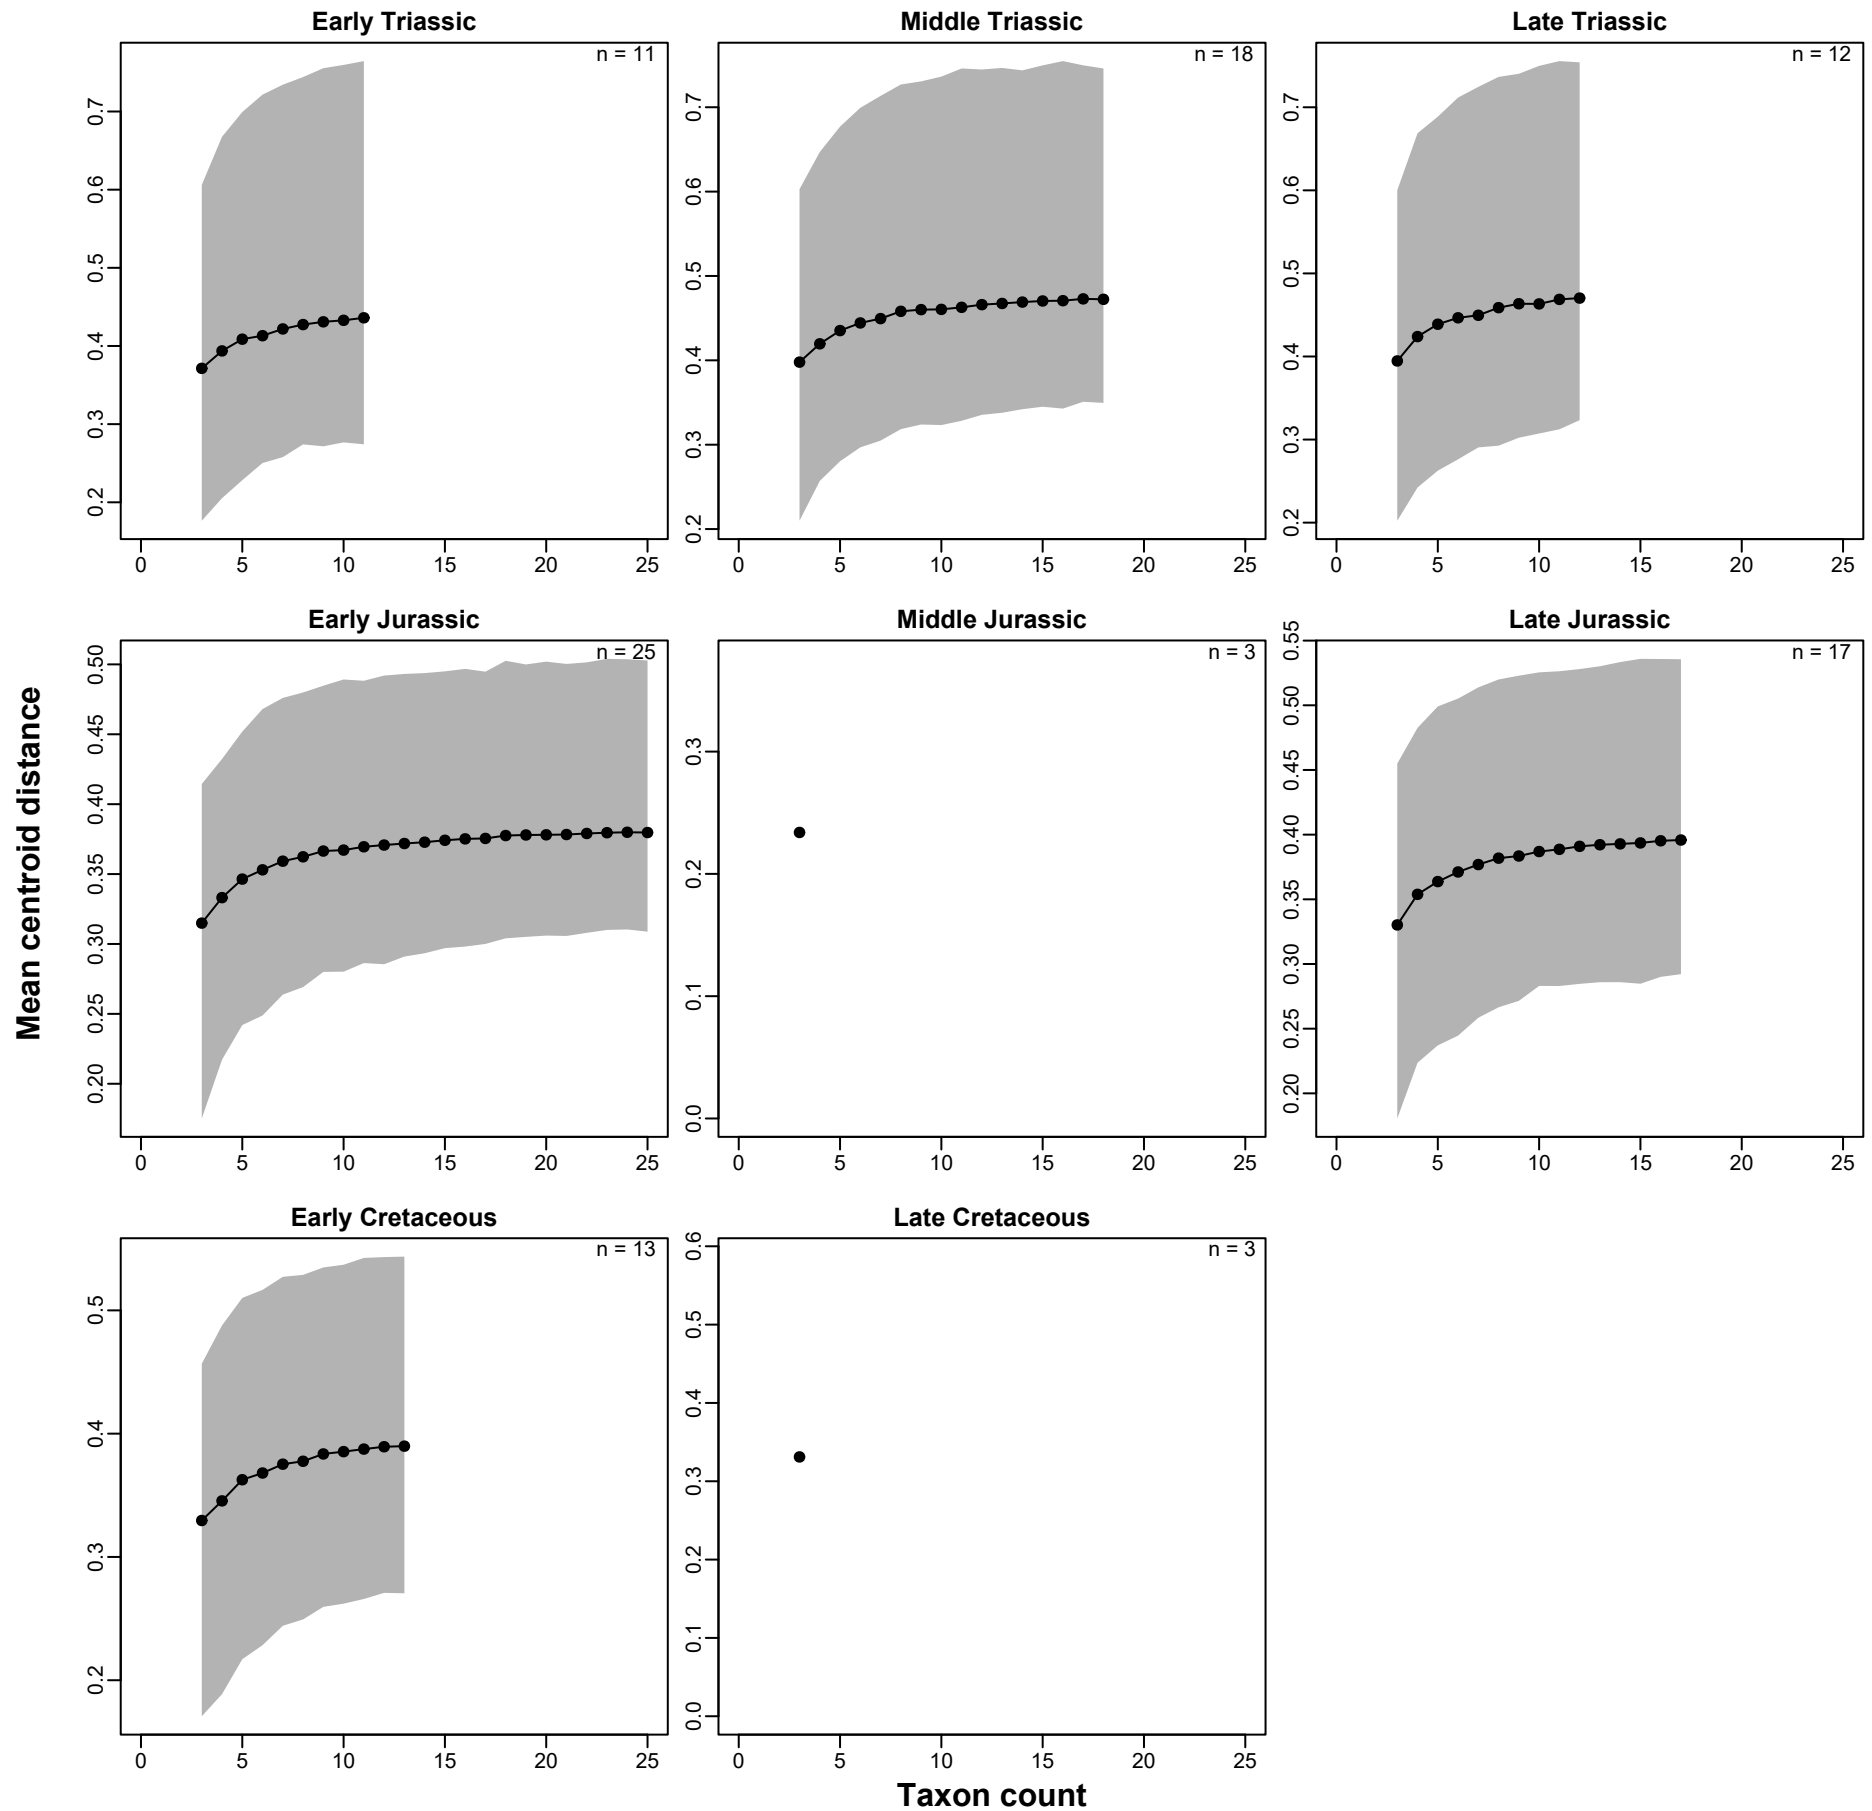 Early Triassic
n = 11
0.2 0.3 0.4 0.5 0.6 0.7
0 5 10 15 20 25
Middle Triassic
n = 18
0.2 0.3 0.4 0.5 0.6 0.7
0 5 10 15 20 25
Late Triassic
n = 12
0.2 0.3 0.4 0.5 0.6 0.7
0 5 10 15 20 25
Mean centroid distance
Early Jurassic
n = 25
0.20 0.25 0.30 0.35 0.40 0.45 0.50
0 5 10 15 20 25
Middle Jurassic
n = 3
0.0 0.1 0.2 0.3
0 5 10 15 20 25
Late Jurassic
n = 17
0.20 0.25 0.30 0.35 0.40 0.45 0.50 0.55
0 5 10 15 20 25
Early Cretaceous
n = 13
0.2 0.3 0.4 0.5
0 5 10 15 20 25
Late Cretaceous
n = 3
0.0 0.1 0.2 0.3 0.4 0.5 0.6
0 5 10 15 20 25
Taxon count